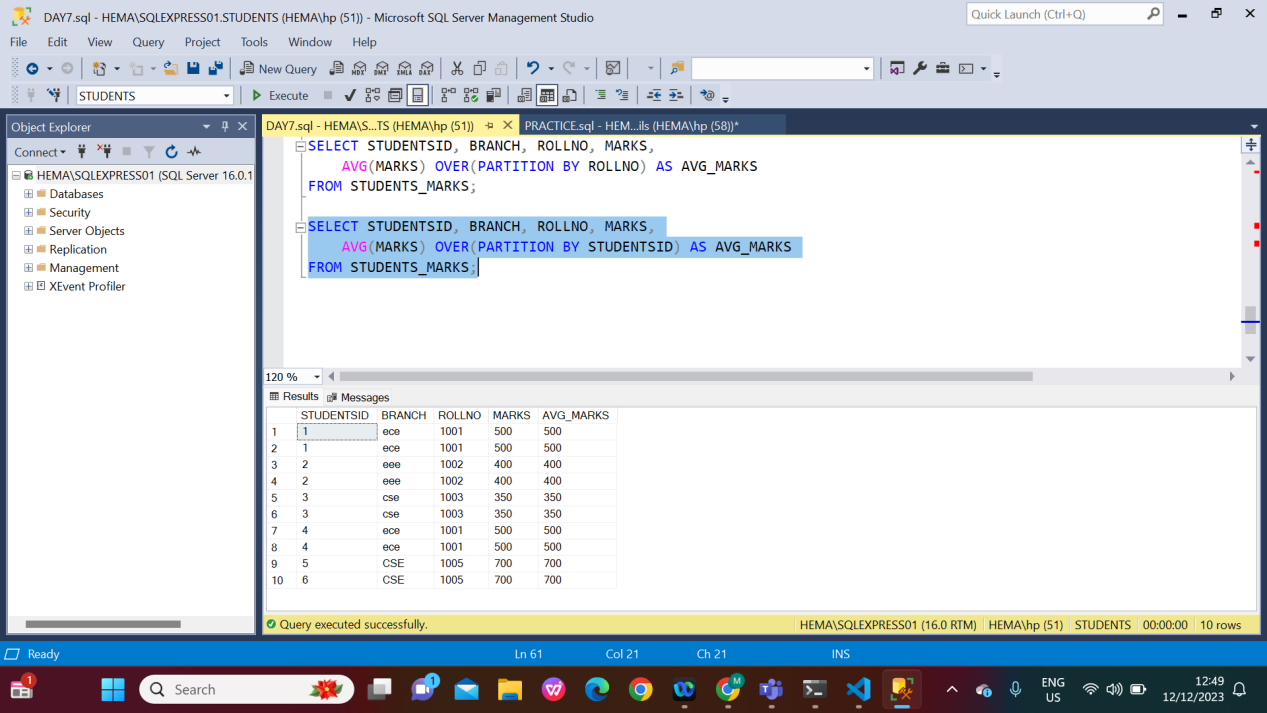 DAY7.sql - HEMA\SQLEXPRESS01.STUDENTS (HEMA\hp (51)) - Microsoft SQL Server Management Studio
Quick Launch (Ctrl+Q)
File Edit View Query Project Tools Window Help
New Query MDX DMX XMLA DAX
STUDENTS Execute
Object Explorer
Connect
HEMA\SQLEXPRESS01 (SQL Server 16.0.1
Databases
Security
Server Objects
Replication
Management
XEvent Profiler
DAY7.sql - HEMA\S...TS (HEMA\hp (51)) PRACTICE.sql - HEM...ils (HEMA\hp (58))*
SELECT STUDENTSID, BRANCH, ROLLNO, MARKS,
AVG(MARKS) OVER(PARTITION BY ROLLNO) AS AVG_MARKS
FROM STUDENTS_MARKS;
SELECT STUDENTSID, BRANCH, ROLLNO, MARKS,
AVG(MARKS) OVER(PARTITION BY STUDENTSID) AS AVG_MARKS
FROM STUDENTS_MARKS;
120 %
Results Messages
STUDENTSID BRANCH ROLLNO MARKS AVG_MARKS
1 1 ece 1001 500 500
2 1 ece 1001 500 500
3 2 eee 1002 400 400
4 2 eee 1002 400 400
5 3 cse 1003 350 350
6 3 cse 1003 350 350
7 4 ece 1001 500 500
8 4 ece 1001 500 500
9 5 CSE 1005 700 700
10 6 CSE 1005 700 700
Query executed successfully. HEMA\SQLEXPRESS01 (16.0 RTM) HEMA\hp (51) STUDENTS 00:00:00 10 rows
Ready Ln 61 Col 21 Ch 21 INS
1 Search 1 M ENG US 12:49
12/12/2023